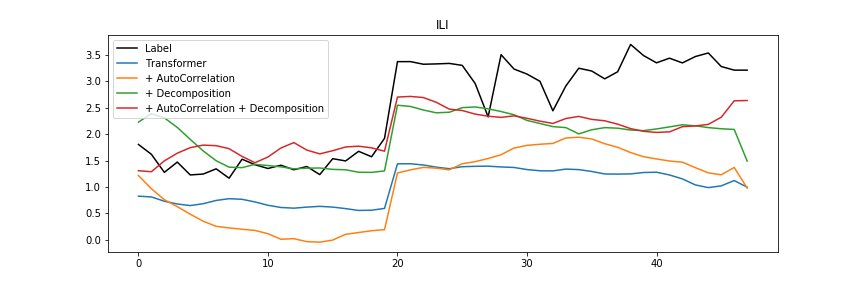 ILI
Label
Transformer
+ AutoCorrelation
+ Decomposition
+ AutoCorrelation + Decomposition
3.5
3.0
2.5
2.0
1.5
1.0
0.5
0.0
0 10 20 30 40